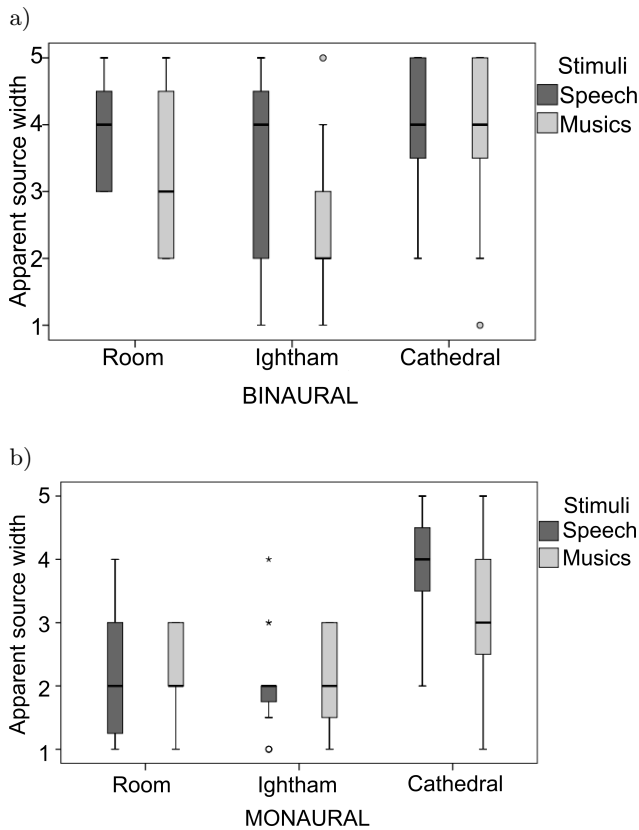 a)
5
4
3
2
1
Apparent source width
Stimuli
Speech
Musics
Room Ightham Cathedral
BINAURAL
b)
5
4
3
2
1
Apparent source width
Stimuli
Speech
Musics
Room Ightham Cathedral
MONAURAL